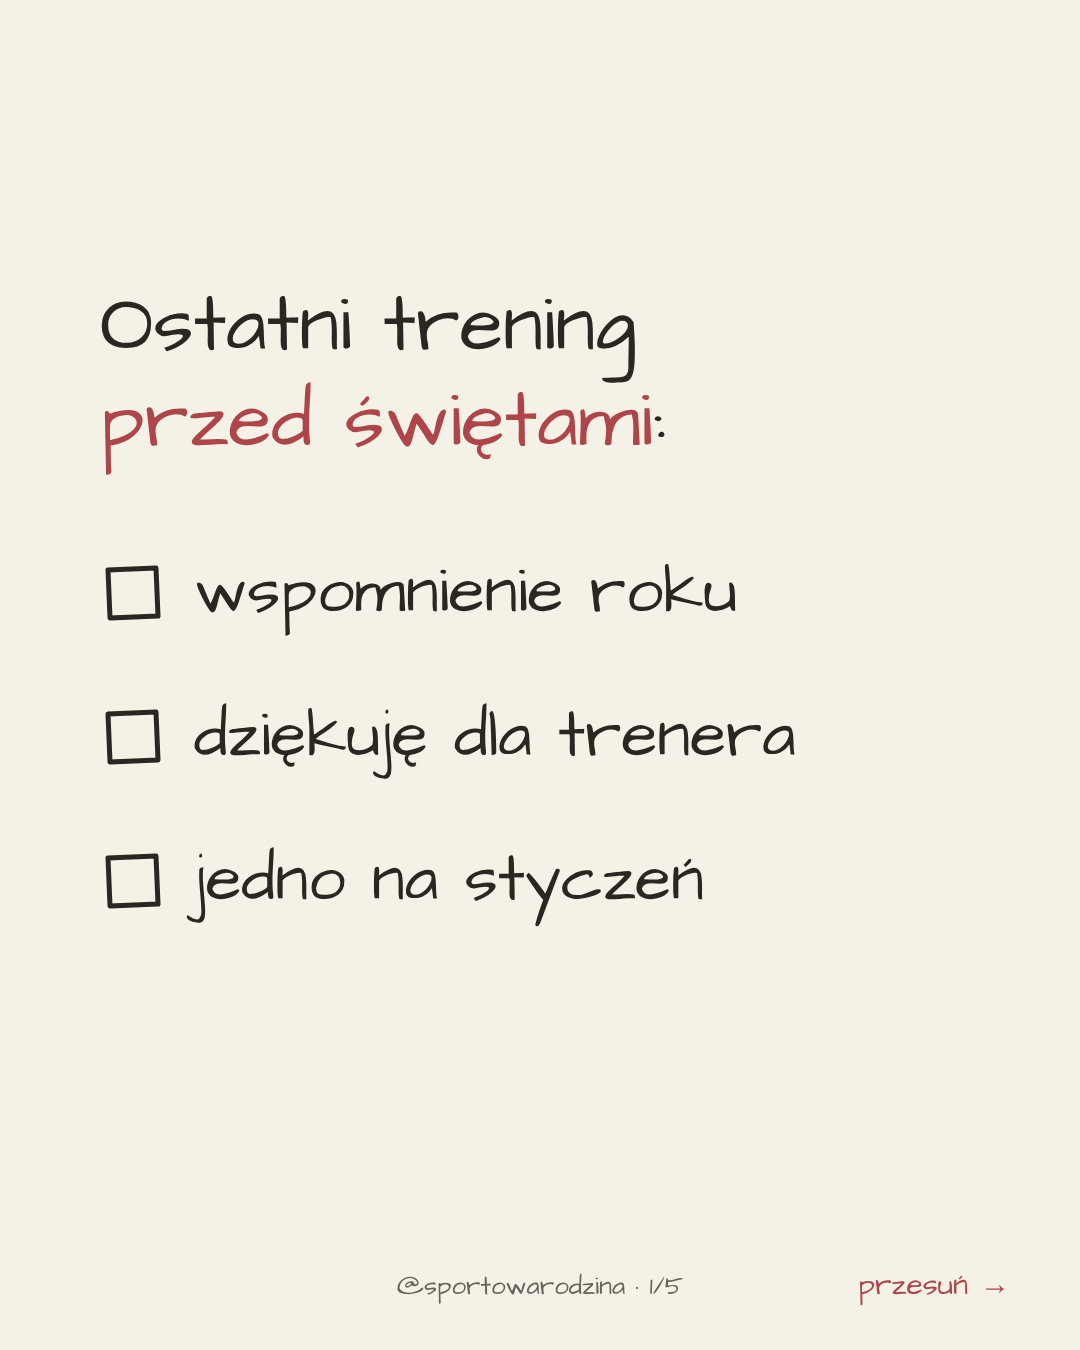 Ostatni trening
przed świętami:
wspomnienie roku
dziękuję dla trenera
jedno na styczeń
@sportowarodzina · 1/5
przesuń →